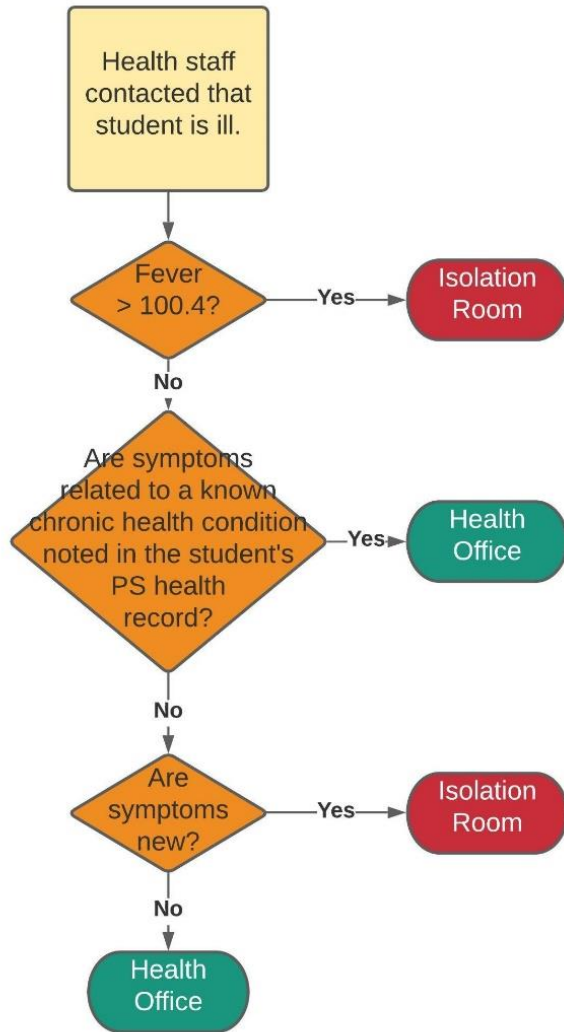 Health staff
contacted that
student is ill.
Fever
> 100.4?
Yes
Isolation
Room
No
Are symptoms
related to a known
chronic health condition
noted in the student's
PS health
record?
Yes
Health
Office
No
Are
symptoms
new?
Yes
Isolation
Room
No
Health
Office